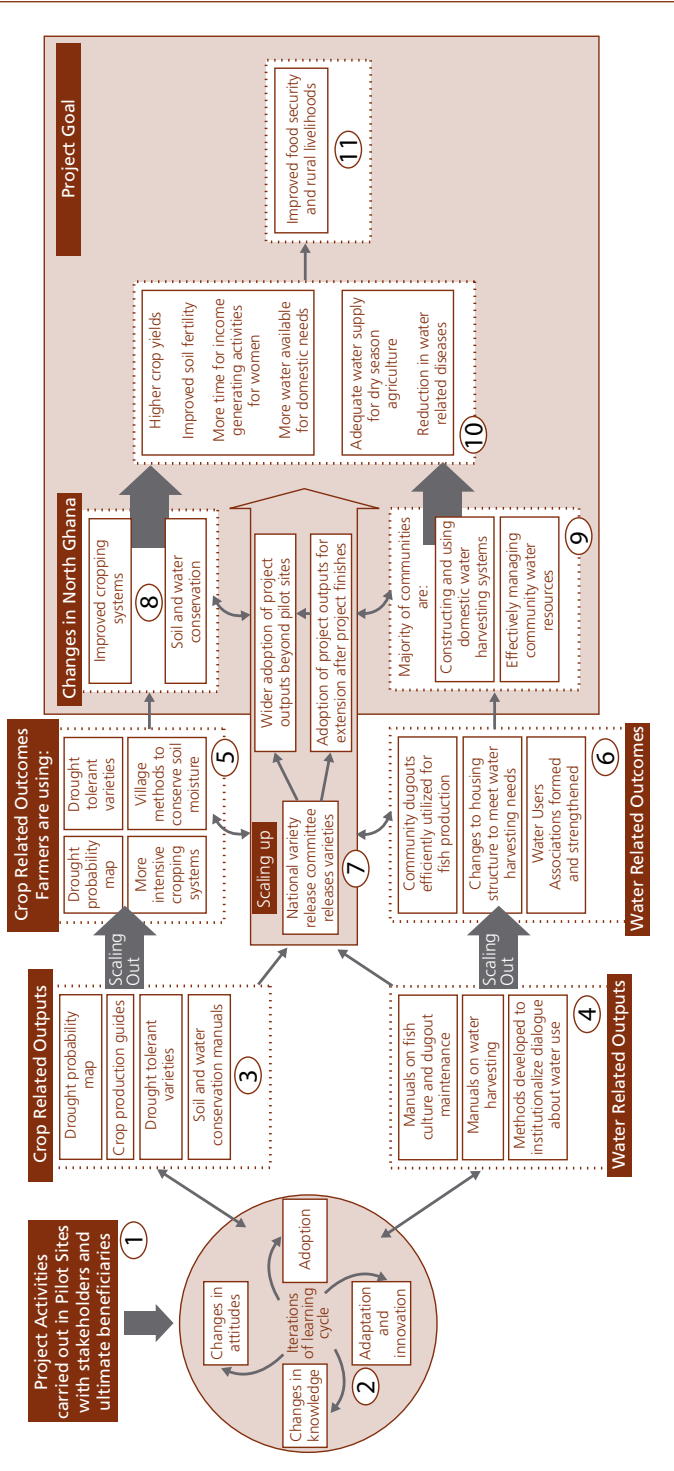 Project Activities
carried out in Pilot Sites
with stakeholders and
ultimate beneficiaries
1
Changes in
attitudes
Adoption
Iterations
of learning
cycle
Changes in
knowledge
Adaptation
and
innovation
2
Crop Related Outputs
Drought probability
map
Crop production guides
Drought tolerant
varieties
Soil and water
conservation manuals
3
Water Related Outputs
Manuals on fish
culture and dugout
maintenance
Manuals on water
harvesting
Methods developed to
institutionalize dialogue
about water use
4
Scaling
Out
Scaling
Out
Crop Related Outcomes
Farmers are using:
Drought
probability
map
Drought
tolerant
varieties
More
intensive
cropping
systems
Village
methods to
conserve soil
moisture
5
Community dugouts
efficiently utilized for
fish production
Changes to housing
structure to meet water
harvesting needs
Water Users
Associations formed
and strengthened
6
Water Related Outcomes
Scaling up
National variety
release committee
releases varieties
7
Wider adoption of project
outputs beyond pilot sites
Adoption of project outputs for
extension after project finishes
Changes in North Ghana
Improved cropping
systems
8
Soil and water
conservation
Majority of communities
are:
Constructing and using
domestic water
harvesting systems
Effectively managing
community water
resources
9
Higher crop yields
Improved soil fertility
More time for income
generating activities
for women
More water available
for domestic needs
Adequate water supply
for dry season
agriculture
Reduction in water
related diseases
10
Project Goal
Improved food security
and rural livelihoods
11